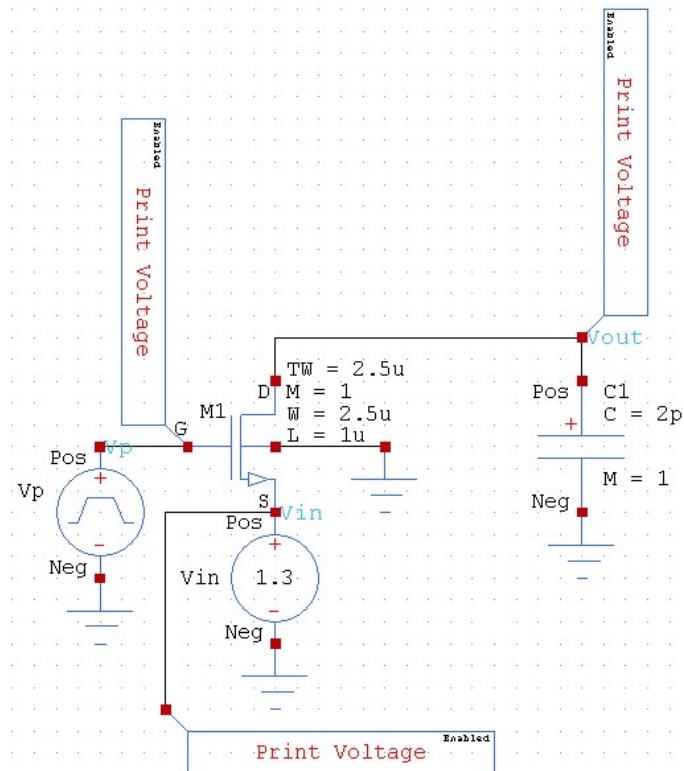 Enabled
Print Voltage
Enabled
Print Voltage
Vout
TW = 2.5u
D
M = 1
Pos
C1
M1
W = 2.5u
C = 2p
G
L = 1u
+
Vp
Pos
M = 1
+
Vp
S
Vin
Neg
Pos
-
+
Neg
Vin
1.3
-
Neg
Enabled
Print Voltage